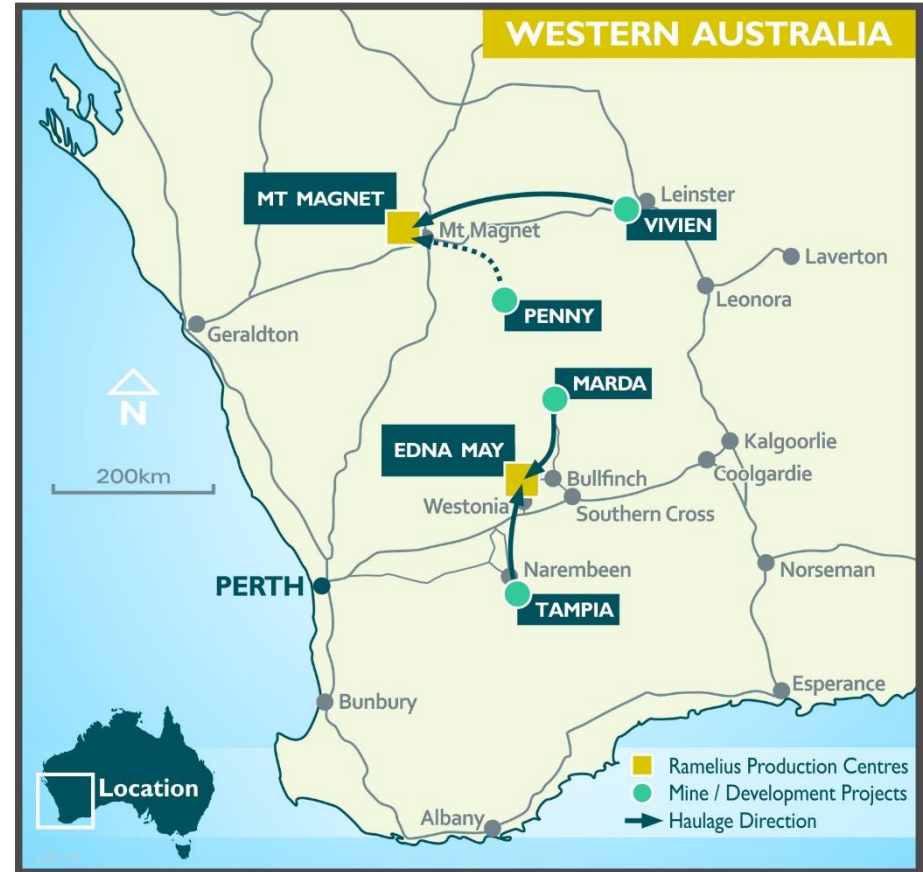 WESTERN AUSTRALIA
MT MAGNET
Leinster
VIVIEN
Mt Magnet
Laverton
Leonora
PENNY
Geraldton
MARDA
N
EDNA MAY
Kalgoorlie
Coolgardie
200km
Bullfinch
Westonia
Southern Cross
Narembeen
Norseman
PERTH
TAMPIA
Esperance
Bunbury
Location
Ramelius Production Centres
Mine / Development Projects
Albany
Haulage Direction